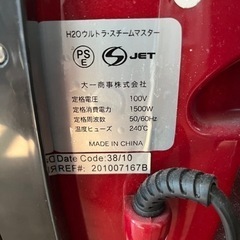 H2Oウルトラ・スチームマスター
PS
E
S JET
大一商事株式会社
定格電圧 100V
定格消費電力 1500W
定格周波数 50/60Hz
温度ヒューズ 240℃
MADE IN CHINA
Date Code: 38/10
REF#: 201007167B